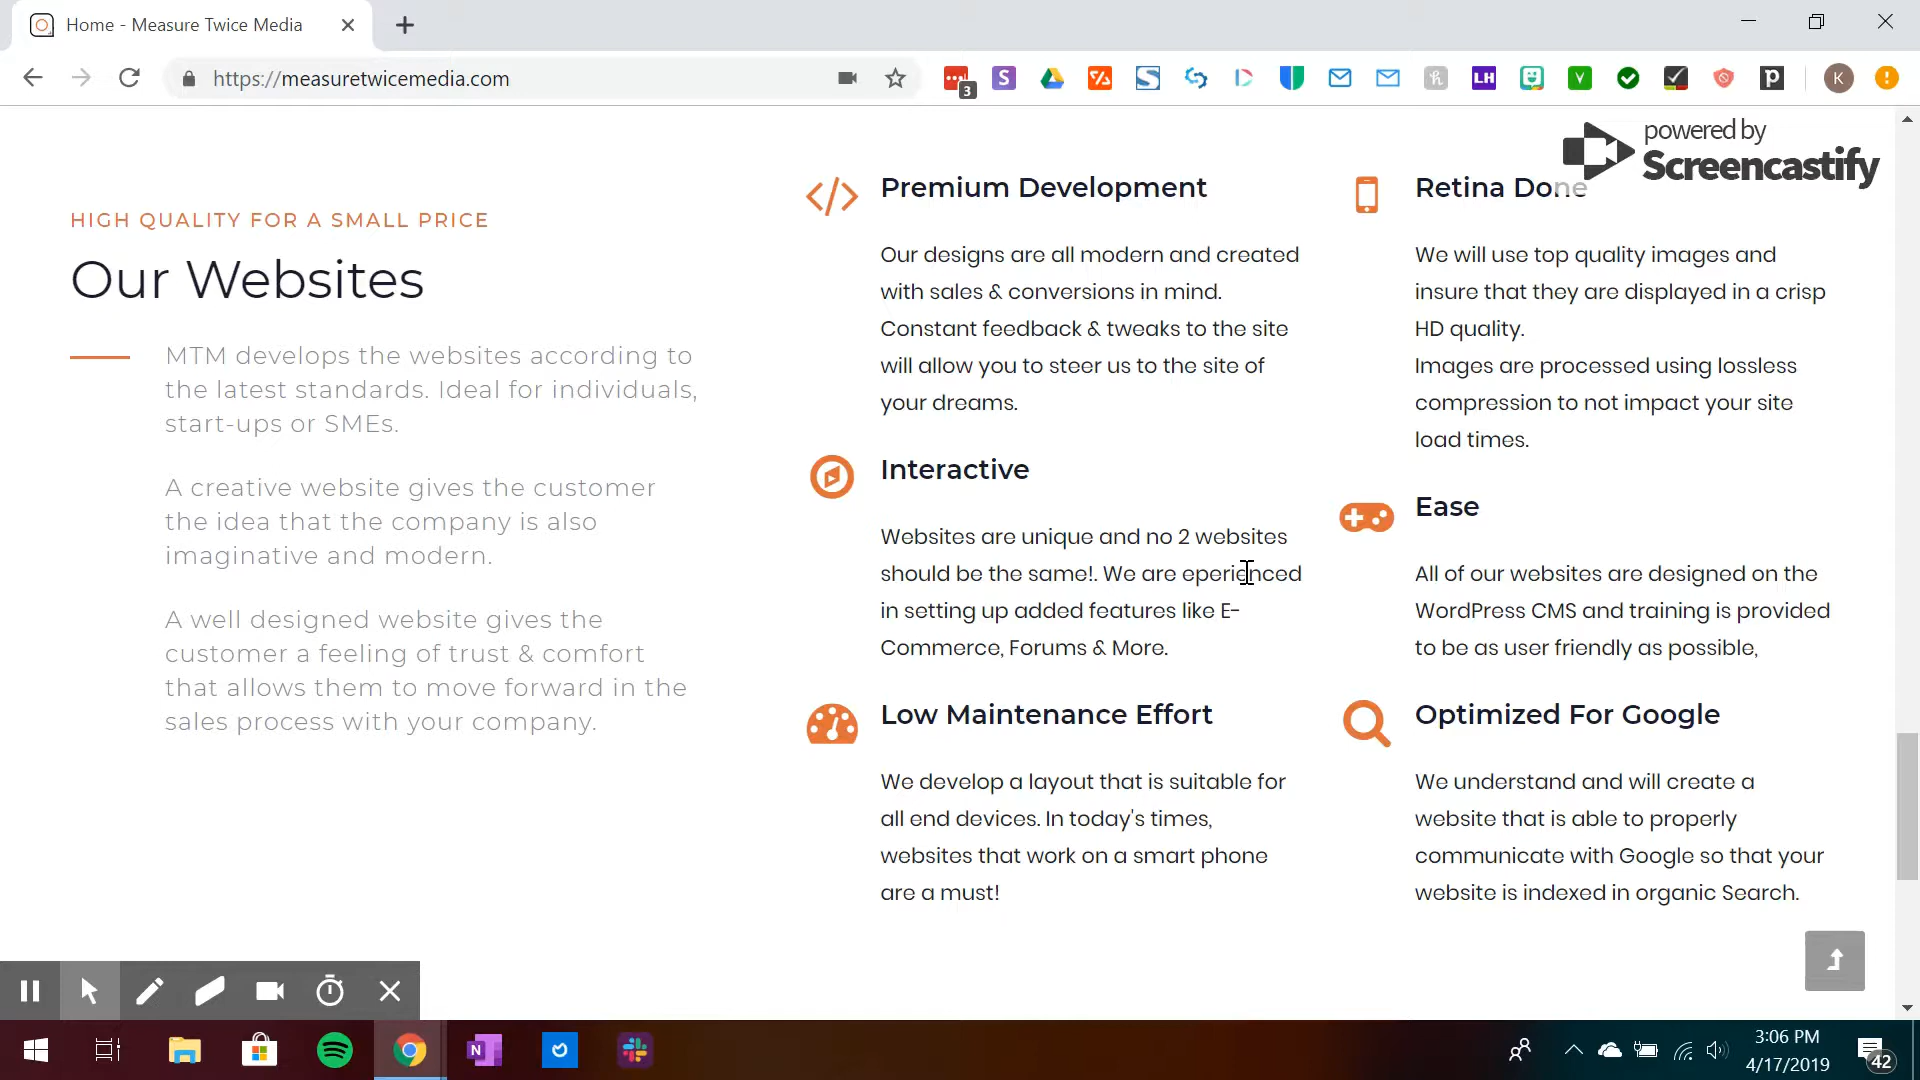 Home - Measure Twice Media
https://measuretwicemedia.com
3
S
S
LH
V
p
K
powered by
Screencastify
HIGH QUALITY FOR A SMALL PRICE
Our Websites
MTM develops the websites according to
the latest standards. Ideal for individuals,
start-ups or SMEs.
A creative website gives the customer
the idea that the company is also
imaginative and modern.
A well designed website gives the
customer a feeling of trust & comfort
that allows them to move forward in the
sales process with your company.
Premium Development
Our designs are all modern and created
with sales & conversions in mind.
Constant feedback & tweaks to the site
will allow you to steer us to the site of
your dreams.
Interactive
Websites are unique and no 2 websites
should be the same!. We are eperienced
in setting up added features like E-
Commerce, Forums & More.
Low Maintenance Effort
We develop a layout that is suitable for
all end devices. In today's times,
websites that work on a smart phone
are a must!
Retina Done
We will use top quality images and
insure that they are displayed in a crisp
HD quality.
Images are processed using lossless
compression to not impact your site
load times.
Ease
All of our websites are designed on the
WordPress CMS and training is provided
to be as user friendly as possible,
Optimized For Google
We understand and will create a
website that is able to properly
communicate with Google so that your
website is indexed in organic Search.
N
3:06 PM
4/17/2019
42